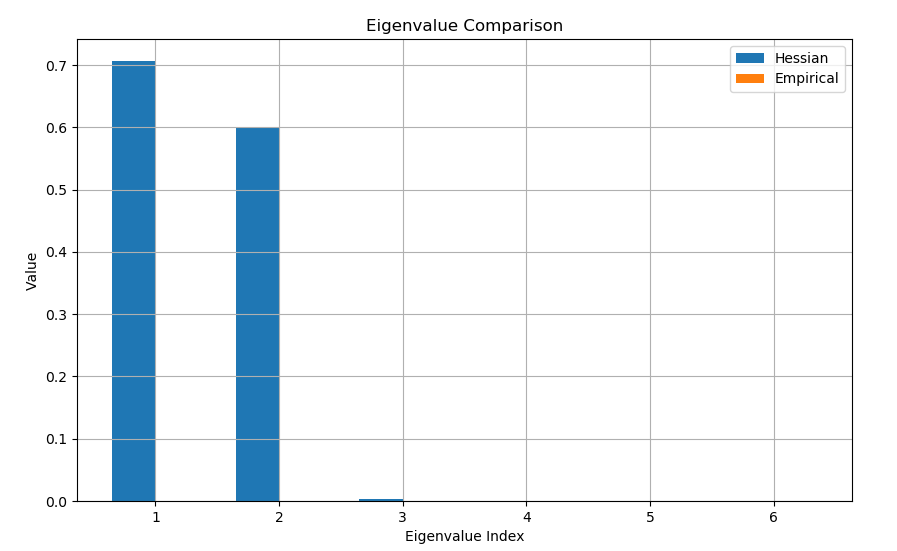 Eigenvalue Comparison
Hessian
Empirical
0.7
0.6
0.5
0.4
0.3
0.2
0.1
0.0
Value
1 2 3 4 5 6
Eigenvalue Index